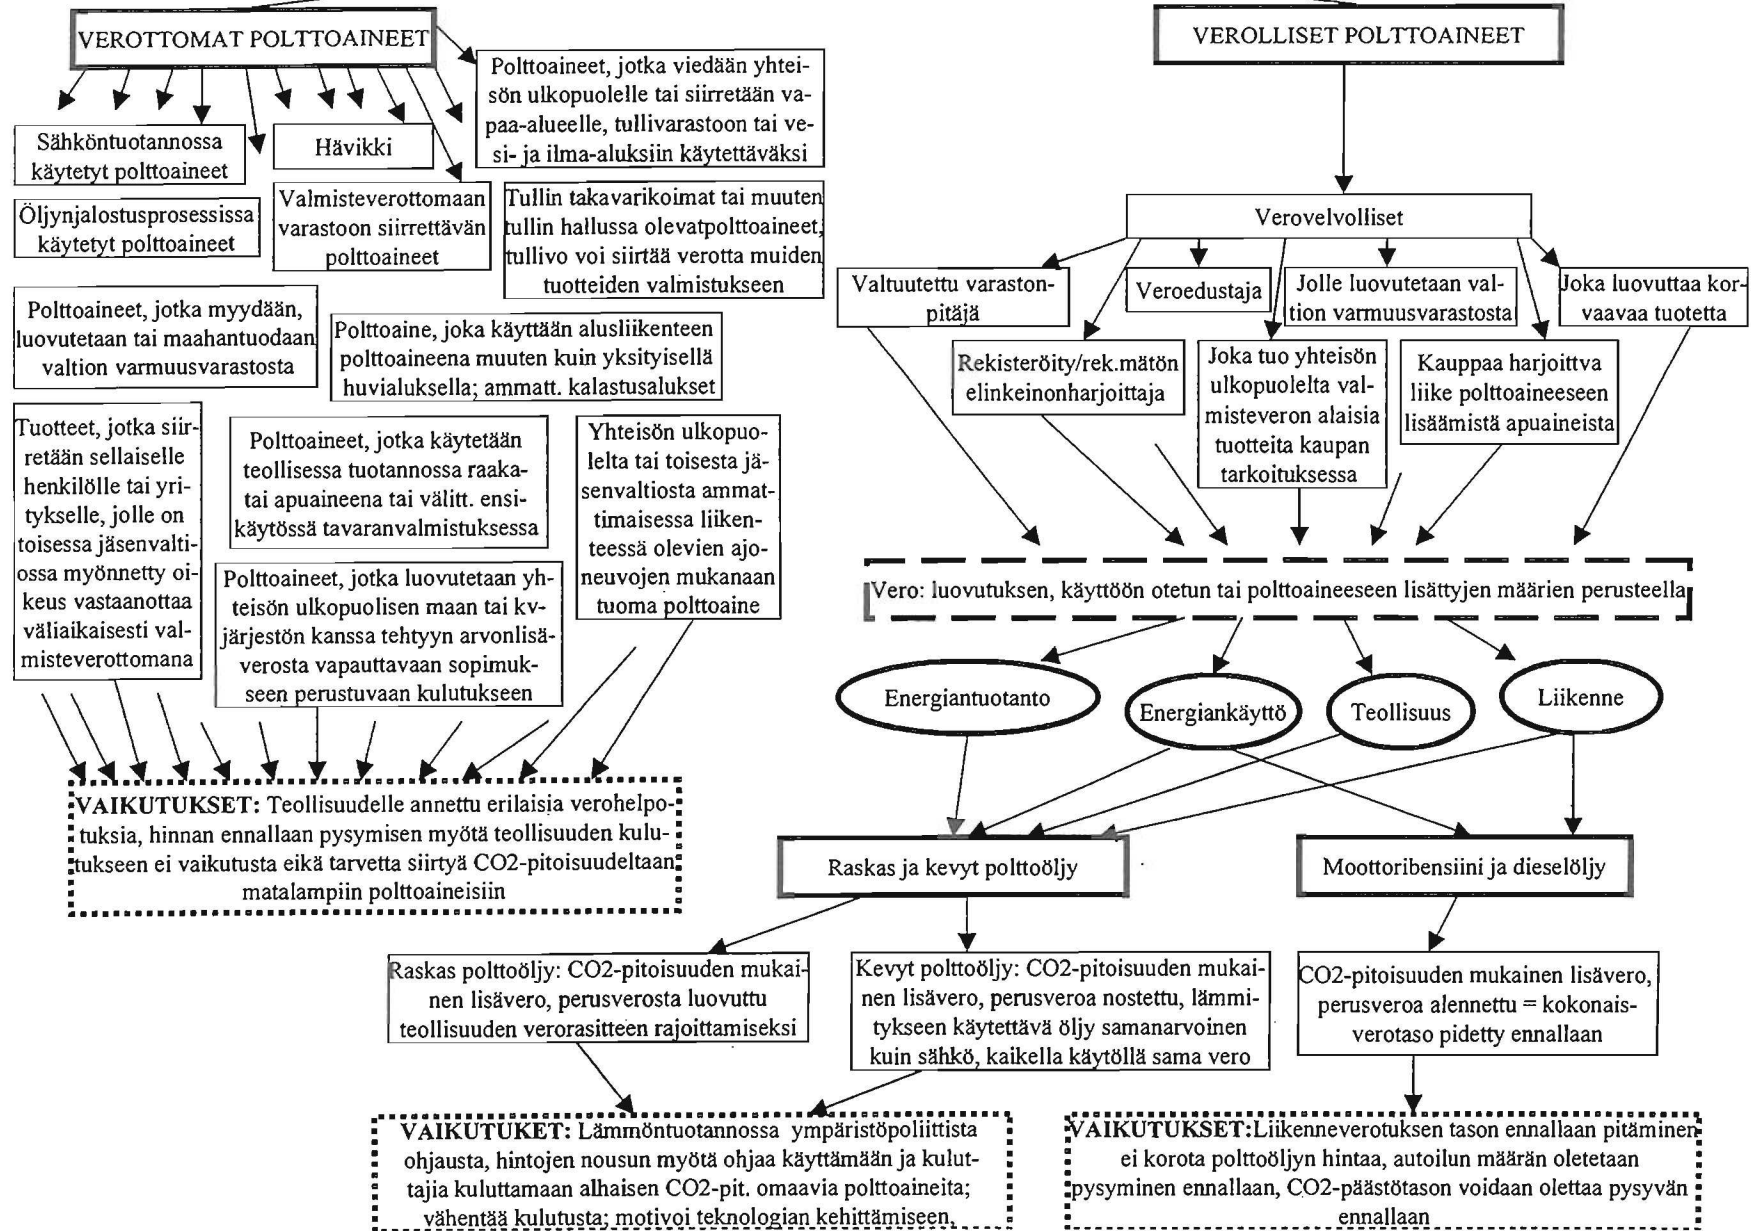 VEROTTOMAT POLTTOAINEET
Polttoaineet, jotka viedään yhtei-
sön ulkopuolelle tai siirretään va-
paa-alueelle, tullivarastoon tai ve-
si- ja ilma-aluksiin käytettäväksi
Sähköntuotannossa
käytetyt polttoaineet
Hävikki
Öljynjalostusprosessissa
käytetyt polttoaineet
Valmisteverottomaan
varastoon siirrettävän
polttoaineet
Tullin takavarikoimat tai muuten
tullin hallussa olevatpolttoaineet,
tullivo voi siirtää verotta muiden
tuotteiden valmistukseen
Polttoaineet, jotka myydään,
luovutetaan tai maahantuodaan
valtion varmuusvarastosta
Polttoaine, joka käyttään alusliikenteen
polttoaineena muuten kuin yksityisellä
huvialuksella; ammatt. kalastusalukset
Tuotteet, jotka siir-
retään sellaiselle
henkilölle tai yri-
tykselle, jolle on
toisessa jäsenvalti-
ossa myönnetty oi-
keus vastaanottaa
väliaikaisesti val-
misteverottomana
Polttoaineet, jotka käytetään
teollisessa tuotannossa raaka-
tai apuaineena tai välitt. ensi-
käytössä tavaranvalmistuksessa
Yhteisön ulkopuo-
lelta tai toisesta jä-
senvaltiosta ammat-
timaisessa liiken-
teessä olevien ajo-
neuvojen mukanaan
tuoma polttoaine
Polttoaineet, jotka luovutetaan yh-
teisön ulkopuolisen maan tai kv-
järjestön kanssa tehtyyn arvonlisä-
verosta vapauttavaan sopimuk-
seen perustuvaan kulutukseen
VAIKUTUKSET: Teollisuudelle annettu erilaisia verohelpo-
tuksia, hinnan ennallaan pysymisen myötä teollisuuden kulu-
tukseen ei vaikutusta eikä tarvetta siirtyä CO2-pitoisuudeltaan
matalampiin polttoaineisiin
VEROLLISET POLTTOAINEET
Verovelvolliset
Valtuutettu varaston-
pitäjä
Veroedustaja
Jolle luovutetaan val-
tion varmuusvarastosta
Joka luovuttaa kor-
vaavaa tuotetta
Rekisteröity/rek.mätön
elinkeinonharjoittaja
Joka tuo yhteisön
ulkopuolelta val-
misteveron alaisia
tuotteita kaupan
tarkoituksessa
Kauppaa harjoittva
liike polttoaineeseen
lisäämistä apuaineista
Vero: luovutuksen, käyttöön otetun tai polttoaineeseen lisättyjen määrien perusteella
Energiantuotanto
Energiankäyttö
Teollisuus
Liikenne
Raskas ja kevyt polttoöljy
Moottoribensiini ja dieselöljy
Raskas polttoöljy: CO2-pitoisuuden mukai-
nen lisävero, perusverosta luovuttu
teollisuuden verorasitteen rajoittamiseksi
Kevyt polttoöljy: CO2-pitoisuuden mukai-
nen lisävero, perusveroa nostettu, lämmi-
tykseen käytettävä öljy samanarvoinen
kuin sähkö, kaikella käytöllä sama vero
CO2-pitoisuuden mukainen lisävero,
perusveroa alennettu = kokonais-
verotaso pidetty ennallaan
VAIKUTUKET: Lämmöntuotannossa ympäristöpoliittista
ohjausta, hintojen nousun myötä ohjaa käyttämään ja kulut-
tajia kuluttamaan alhaisen CO2-pit. omaavia polttoaineita;
vähentää kulutusta; motivoi teknologian kehittämiseen,
VAIKUTUKSET:Liikenneverotuksen tason ennallaan pitäminen
ei korota polttoöljyn hintaa, autoilun määrän oletetaan
pysyminen ennallaan, CO2-päästötason voidaan olettaa pysyvän
ennallaan